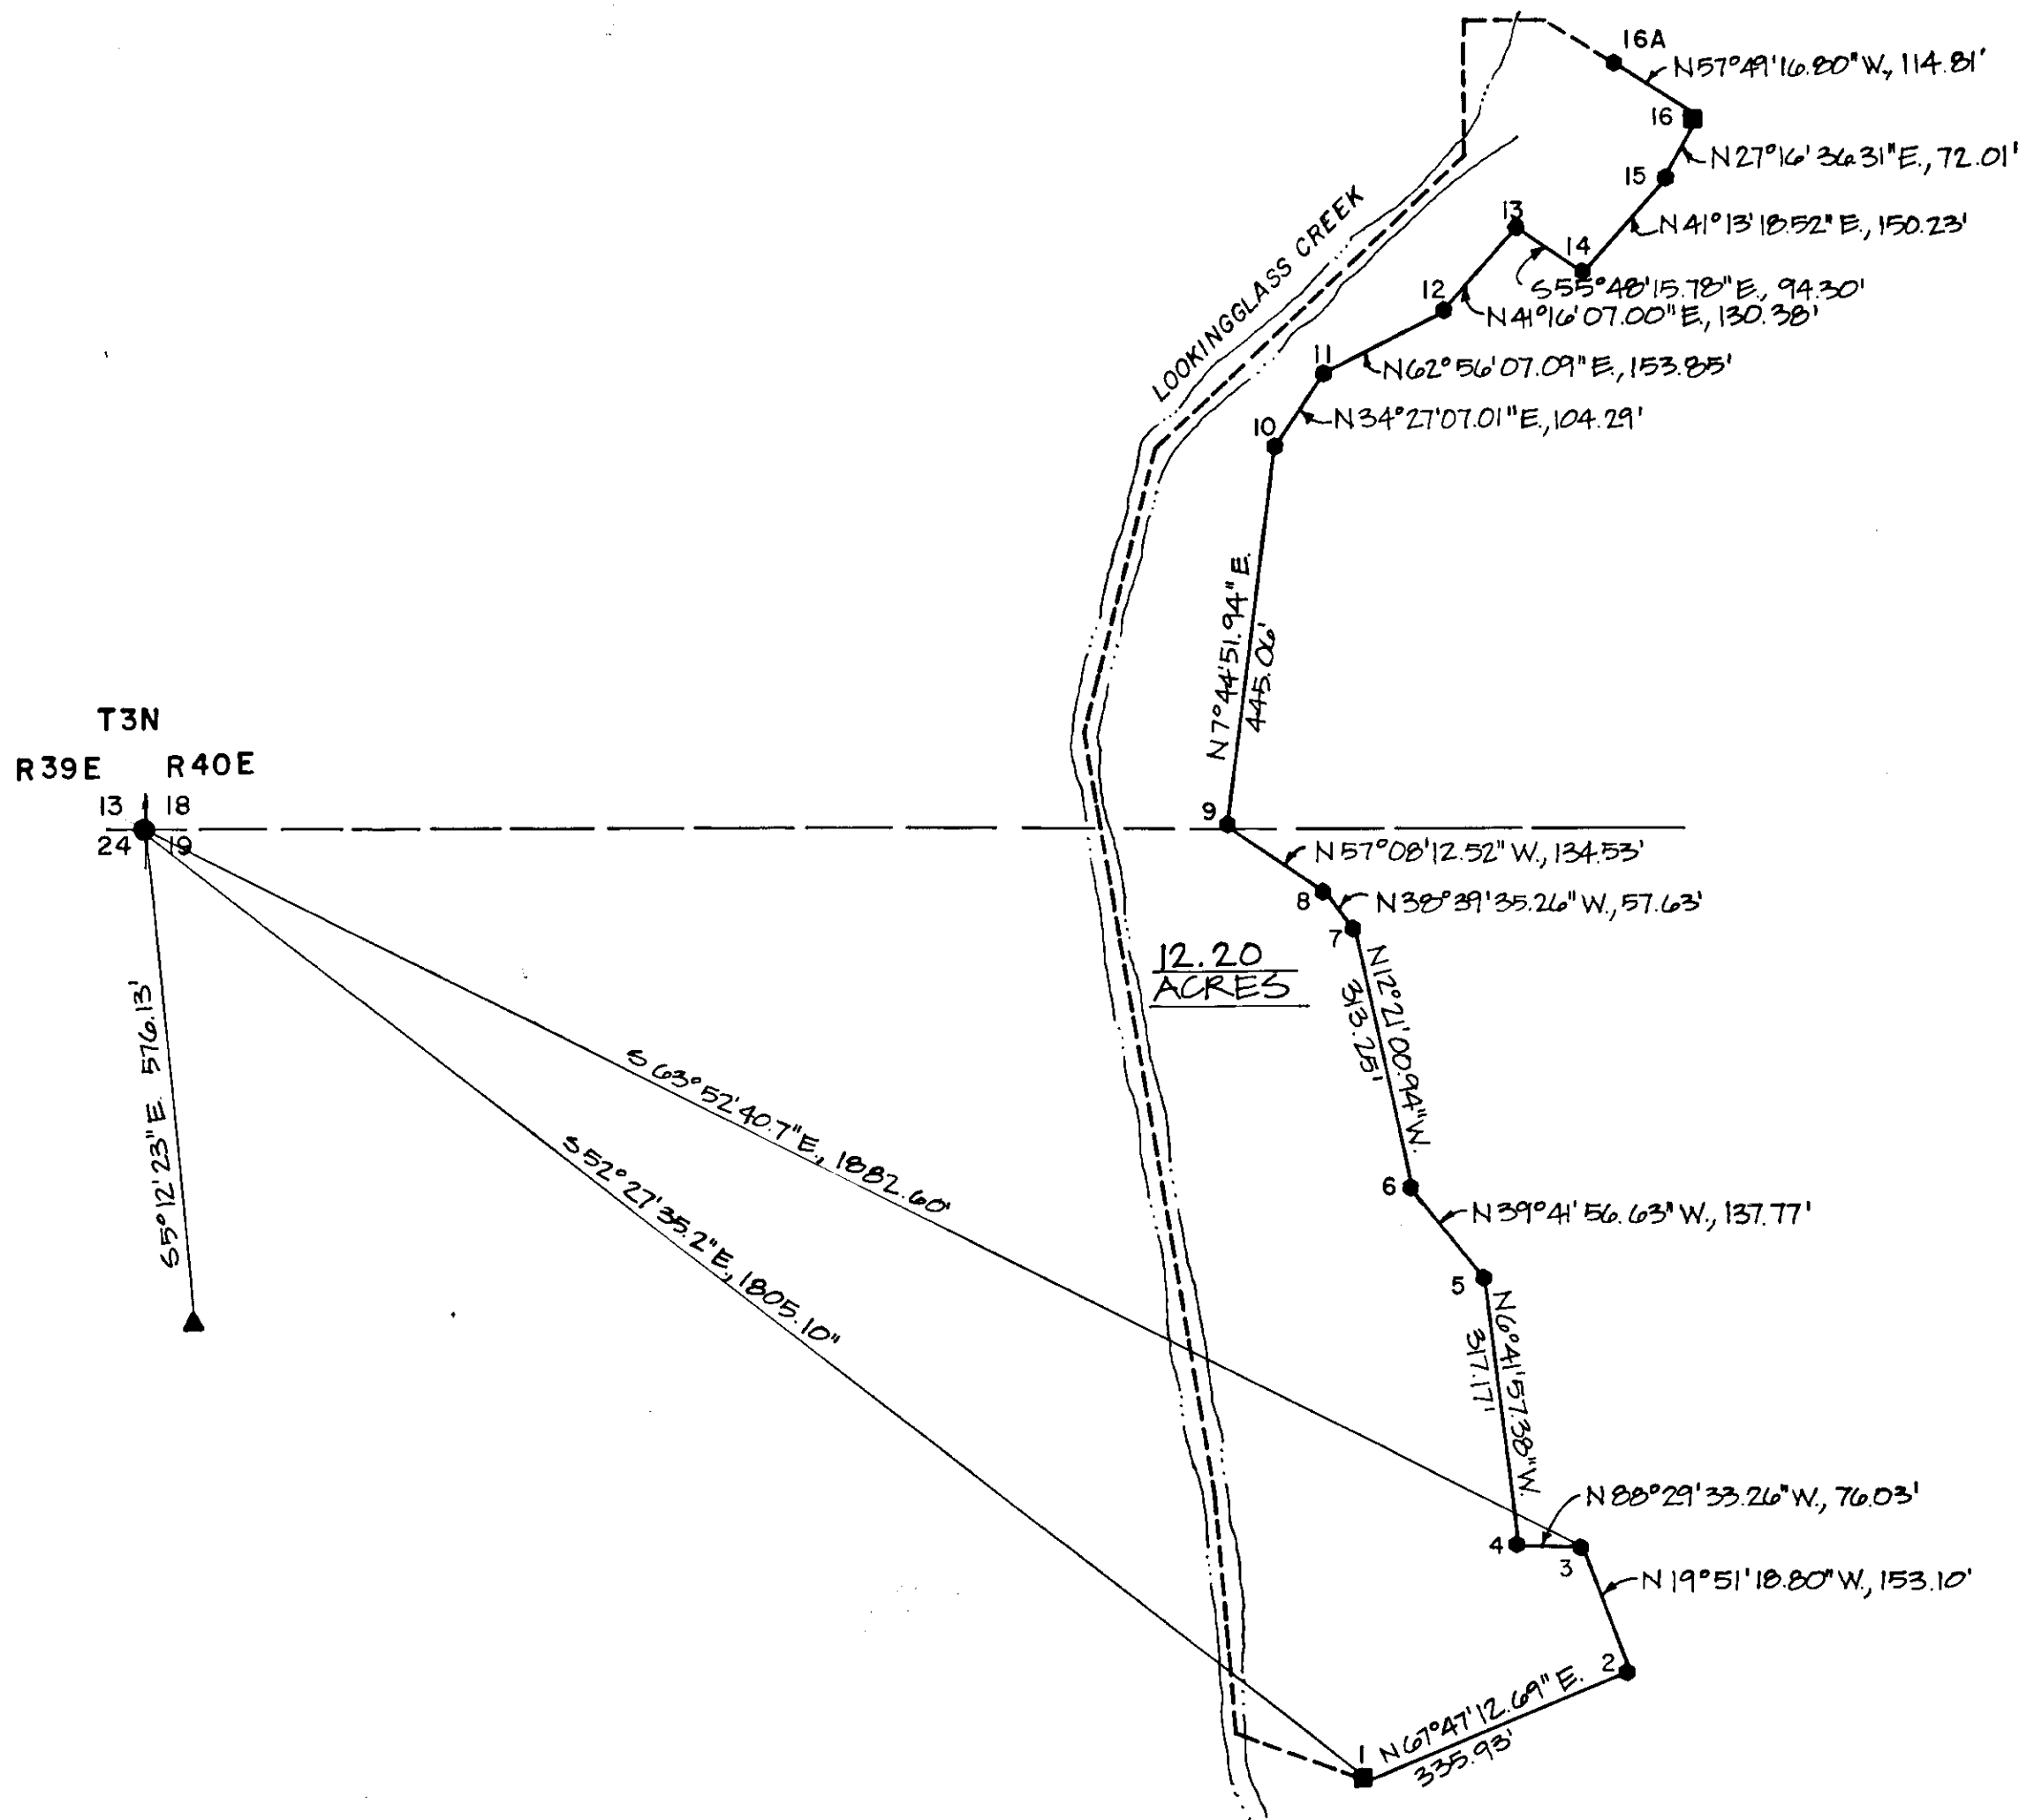 16A
N57°49'16.80"W., 114.81'
16
N27°16'36.31"E., 72.01'
15
N41°13'18.52"E., 150.23'
13
14
S55°48'15.78"E., 94.30'
12
N41°16'07.00"E., 130.38'
LOOKINGGLASS CREEK
11
N62°56'07.09"E., 153.85'
10
N34°27'07.01"E., 104.29'
N7°44'51.94"E.
445.06'
T3N
R39E R40E
13 18
24 19
9
N57°08'12.52"W., 134.53'
8
N38°39'35.26"W., 57.63'
7
12.20
ACRES
N12°21'00.94"W.
313.25'
S5°12'23"E. 576.13'
S63°52'40.7"E., 1882.60'
S52°27'35.2"E., 1805.10"
6
N39°41'56.63"W., 137.77'
5
N6°41'57.38"W.
317.17'
N88°29'33.26"W., 76.03'
4
3
N19°51'18.80"W., 153.10'
2
1
N67°47'12.69"E.
335.93'